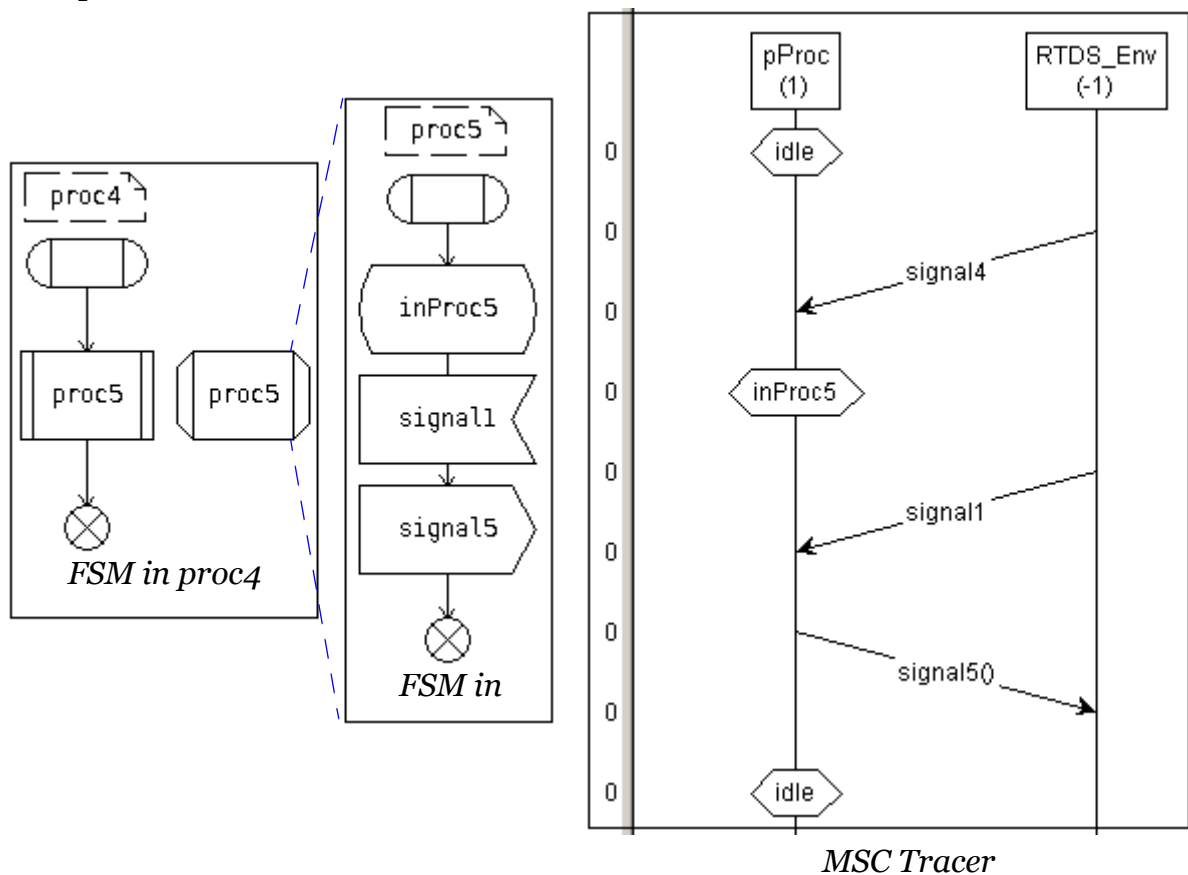 proc4
proc5
proc5
FSM in proc4
proc5
inProc5
signal1
signal5
FSM in
pProc
(1)
RTDS_Env
(-1)
0
idle
0
signal4
0
0
inProc5
0
signal1
0
0
signal5()
0
0
idle
MSC Tracer